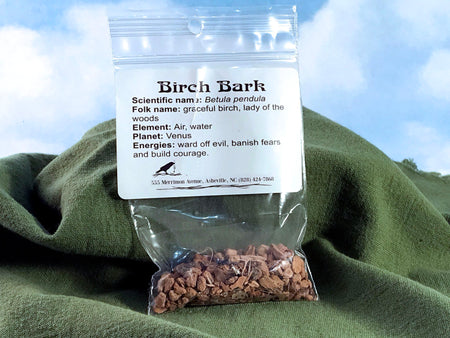 Birch Bark
Scientific name: Betula pendula
Folk name: graceful birch, lady of the
woods
Element: Air, water
Planet: Venus
Energies: ward off evil, banish fears
and build courage.
555 Merrimon Avenue, Asheville, NC (828) 424-7868